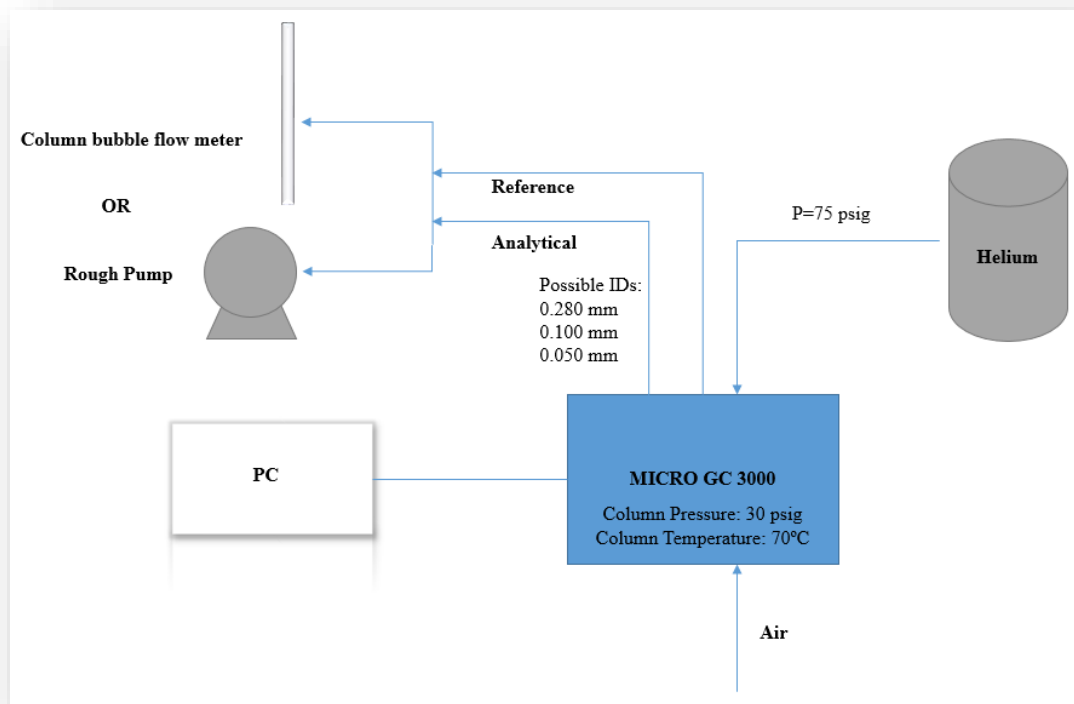 Column bubble flow meter
OR
Rough Pump
Reference
Analytical
Possible IDs:
0.280 mm
0.100 mm
0.050 mm
P=75 psig
Helium
PC
MICRO GC 3000
Column Pressure: 30 psig
Column Temperature: 70ºC
Air